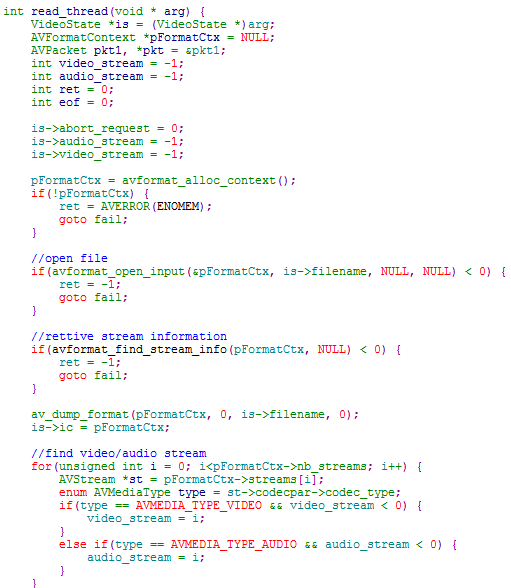 int read_thread(void * arg) {
    VideoState *is = (VideoState *)arg;
    AVFormatContext *pFormatCtx = NULL;
    AVPacket pkt1, *pkt = &pkt1;
    int video_stream = -1;
    int audio_stream = -1;
    int ret = 0;
    int eof = 0;

    is->abort_request = 0;
    is->audio_stream = -1;
    is->video_stream = -1;

    pFormatCtx = avformat_alloc_context();
    if(!pFormatCtx) {
        ret = AVERROR(ENOMEM);
        goto fail;
    }

    //open file
    if(avformat_open_input(&pFormatCtx, is->filename, NULL, NULL) < 0) {
        ret = -1;
        goto fail;
    }

    //rettive stream information
    if(avformat_find_stream_info(pFormatCtx, NULL) < 0) {
        ret = -1;
        goto fail;
    }

    av_dump_format(pFormatCtx, 0, is->filename, 0);
    is->ic = pFormatCtx;

    //find video/audio stream
    for(unsigned int i = 0; i<pFormatCtx->nb_streams; i++) {
        AVStream *st = pFormatCtx->streams[i];
        enum AVMediaType type = st->codecpar->codec_type;
        if(type == AVMEDIA_TYPE_VIDEO && video_stream < 0) {
            video_stream = i;
        }
        else if(type == AVMEDIA_TYPE_AUDIO && audio_stream < 0) {
            audio_stream = i;
        }
    }